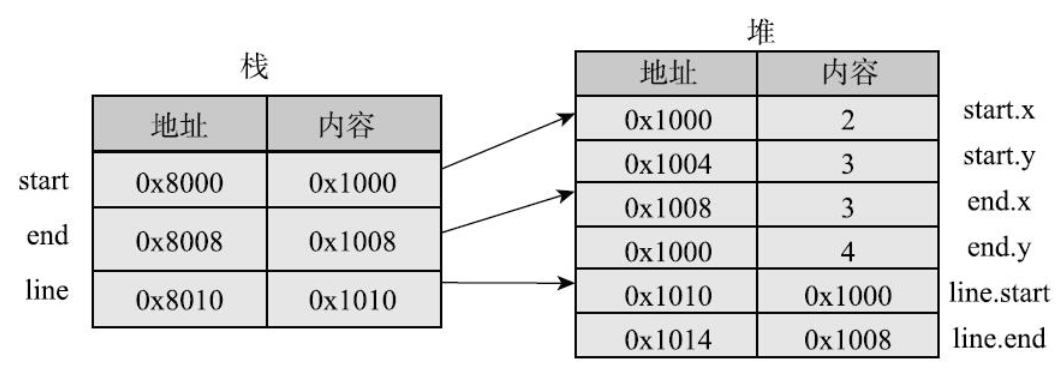 栈
地址 内容
start 0x8000 0x1000
end 0x8008 0x1008
line 0x8010 0x1010
堆
地址 内容
0x1000 2 start.x
0x1004 3 start.y
0x1008 3 end.x
0x1000 4 end.y
0x1010 0x1000 line.start
0x1014 0x1008 line.end